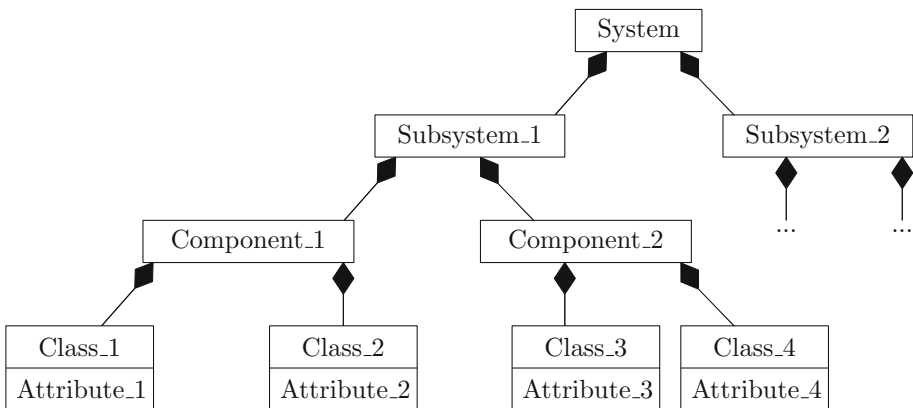 System
Subsystem_1
Subsystem_2
...
...
Component_1
Component_2
Class_1
Attribute_1
Class_2
Attribute_2
Class_3
Attribute_3
Class_4
Attribute_4